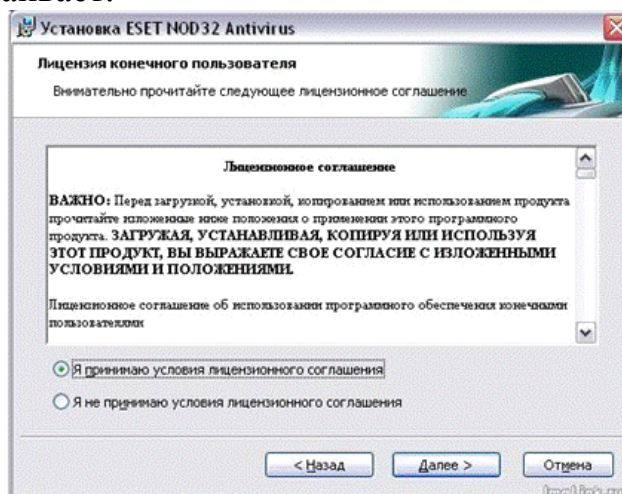 Установка ESET NOD32 Antivirus
Лицензия конечного пользователя
Внимательно прочитайте следующее лицензионное соглашение
Лицензионное соглашение
ВАЖНО: Перед загрузкой, установкой, копированием или использованием продукта
прочитайте изложенные ниже положения о применении этого программного
продукта. ЗАГРУЖАЯ, УСТАНАВЛИВАЯ, КОПИРУЯ ИЛИ ИСПОЛЬЗУЯ
ЭТОТ ПРОДУКТ, ВЫ ВЫРАЖАЕТЕ СВОЕ СОГЛАСИЕ С ИЗЛОЖЕННЫМИ
УСЛОВИЯМИ И ПОЛОЖЕНИЯМИ.
Лицензионное соглашение об использовании программного обеспечения конечными
пользователями
Я принимаю условия лицензионного соглашения
Я не принимаю условия лицензионного соглашения
< Назад Далее > Отмена